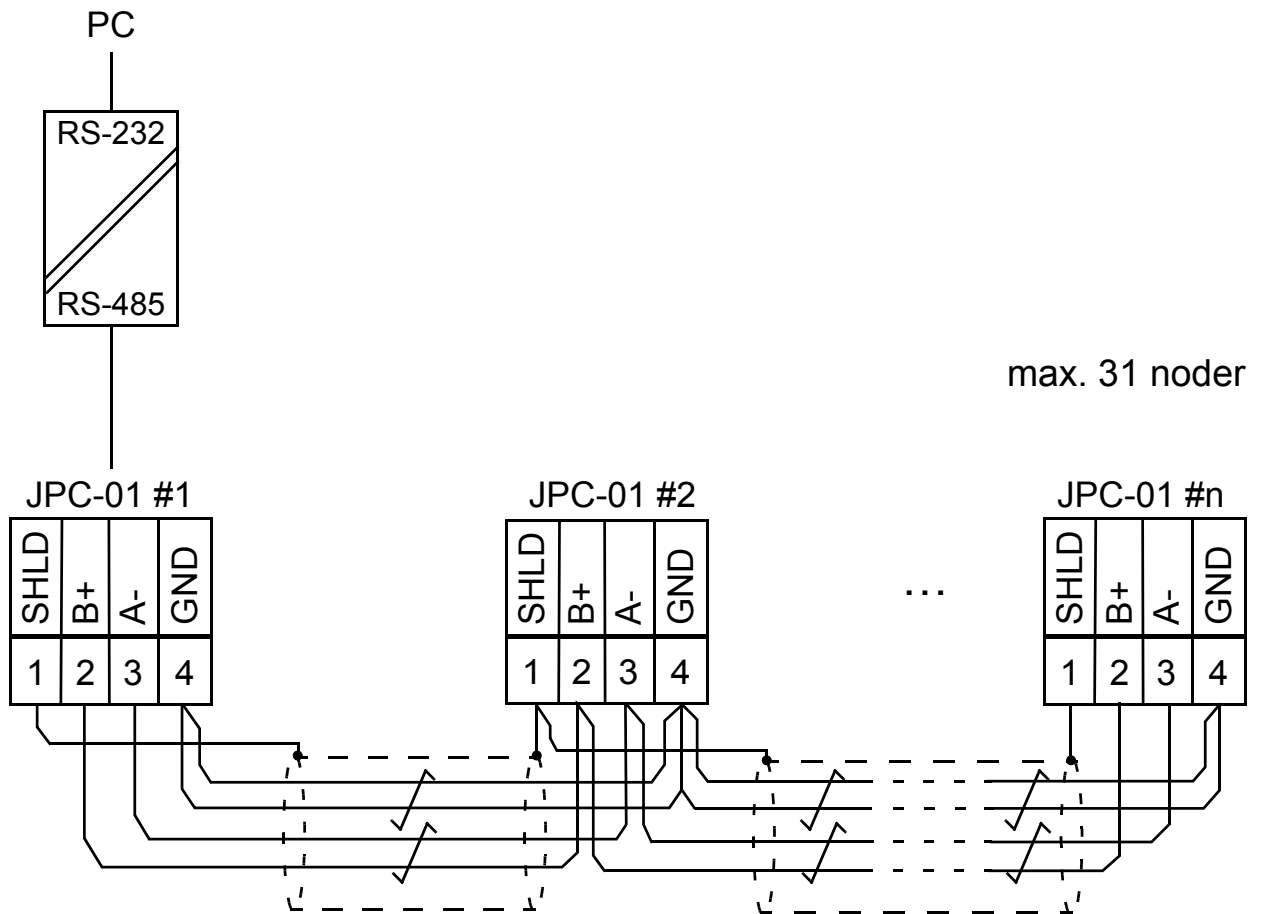 PC
RS-232
RS-485
max. 31 noder
JPC-01 #1
SHLD B+ A- GND
1 2 3 4
JPC-01 #2
SHLD B+ A- GND
1 2 3 4
...
JPC-01 #n
SHLD B+ A- GND
1 2 3 4